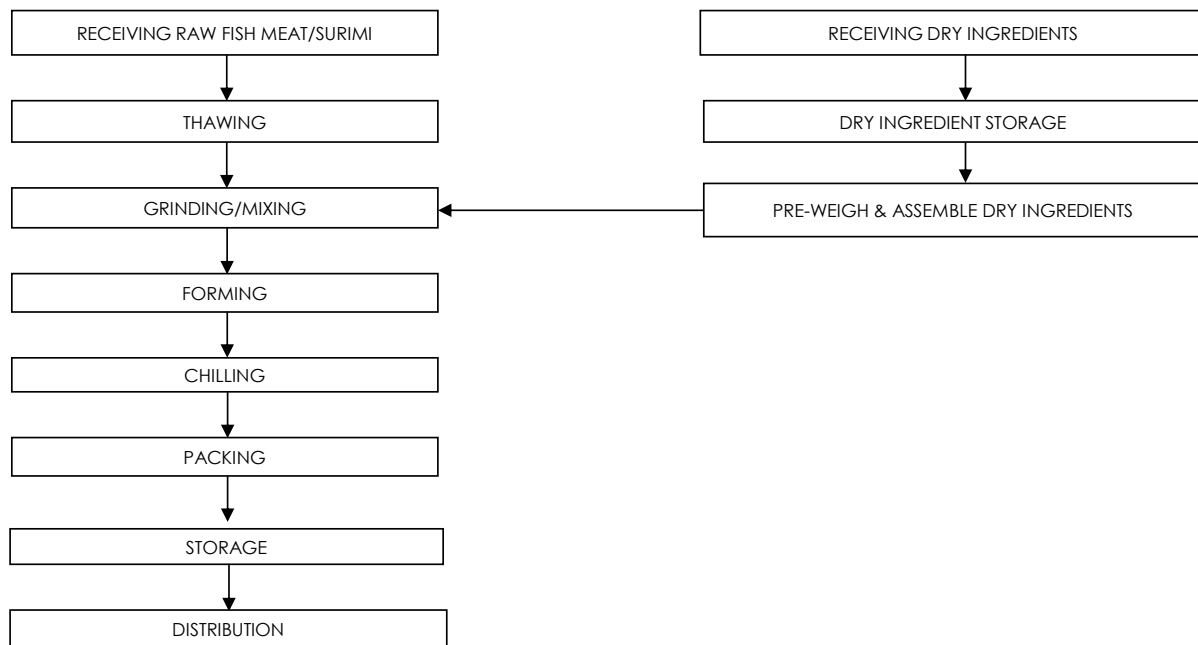 RECEIVING RAW FISH MEAT/SURIMI
THAWING
GRINDING/MIXING
FORMING
CHILLING
PACKING
STORAGE
DISTRIBUTION
RECEIVING DRY INGREDIENTS
DRY INGREDIENT STORAGE
PRE-WEIGH & ASSEMBLE DRY INGREDIENTS